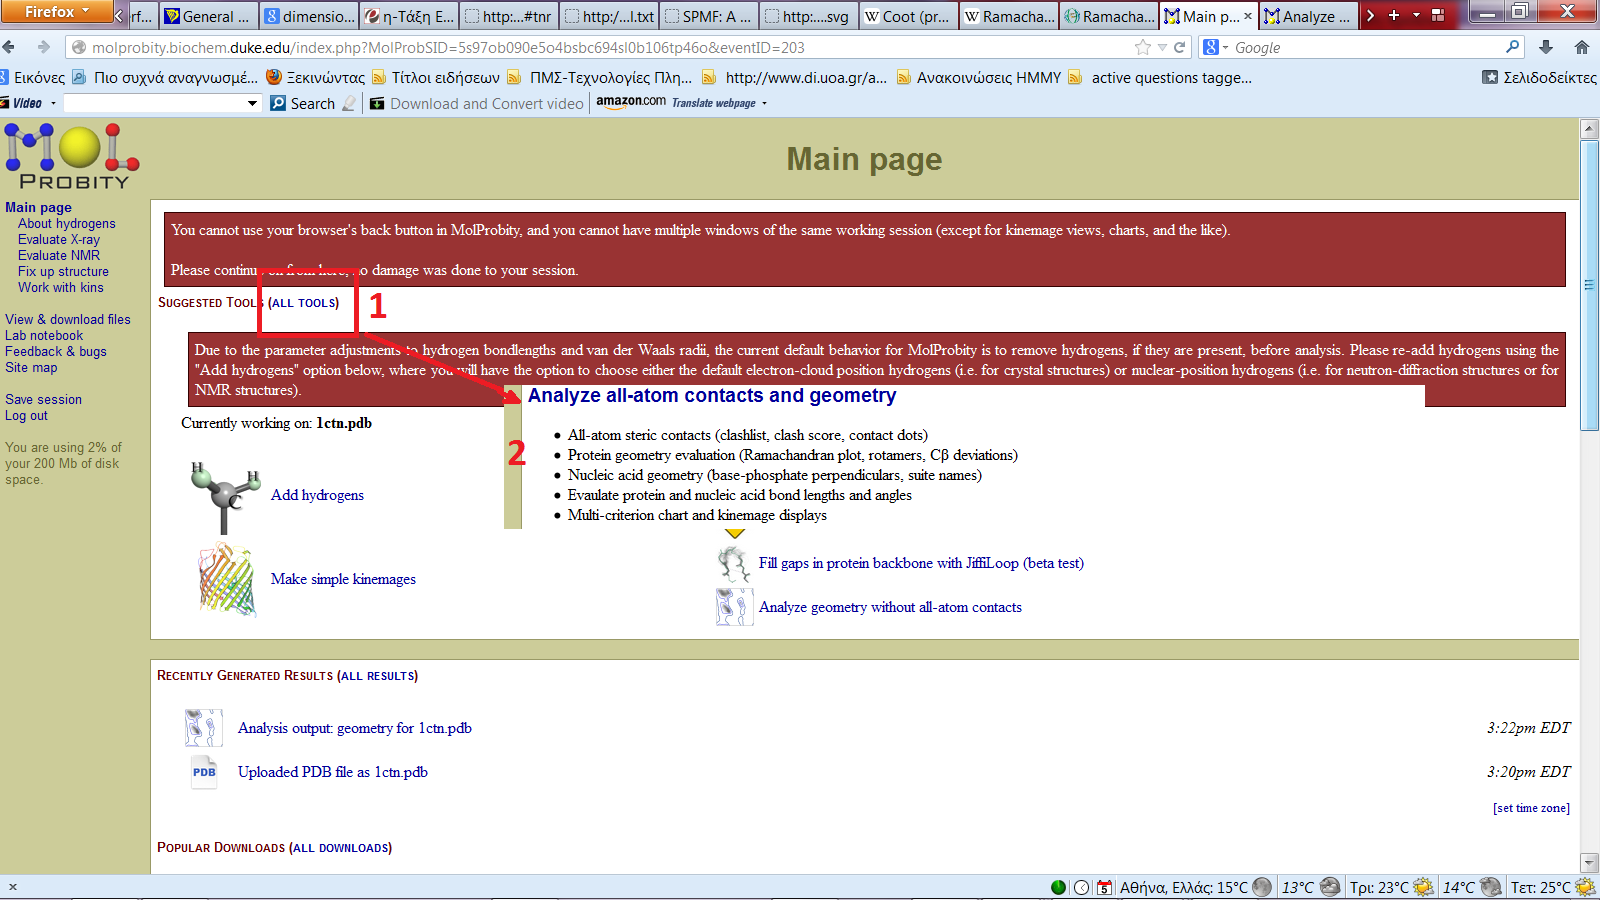 Firefox
erf...
General ...
dimensio...
η-Τάξη Ε...
http:...#tnr
http:/...l.txt
SPMF: A ...
http:....svg
Coot (pr...
Ramacha...
Ramacha...
Main p...
Analyze ...
molprobity.biochem.duke.edu/index.php?MolProbSID=5s97ob090e5o4bsbc694sl0b106tp46o&eventID=203
Google
Εικόνες
Πιο συχνά αναγνωσμέ...
Ξεκινώντας
Τίτλοι ειδήσεων
ΠΜΣ-Τεχνολογίες Πλη...
http://www.di.uoa.gr/a...
Ανακοινώσεις ΗΜΜΥ
active questions tagge...
Σελιδοδείκτες
Video
Search
Download and Convert video
amazon.com
Translate webpage
MOL
PROBITY
Main page
Main page
About hydrogens
Evaluate X-ray
Evaluate NMR
Fix up structure
Work with kins
View & download files
Lab notebook
Feedback & bugs
Site map
Save session
Log out
You are using 2% of
your 200 Mb of disk
space.
You cannot use your browser's back button in MolProbity, and you cannot have multiple windows of the same working session (except for kinemage views, charts, and the like).
Please continue on from here; no damage was done to your session.
SUGGESTED TOOLS (ALL TOOLS)
1
Due to the parameter adjustments to hydrogen bondlengths and van der Waals radii, the current default behavior for MolProbity is to remove hydrogens, if they are present, before analysis. Please re-add hydrogens using the
"Add hydrogens" option below, where you will have the option to choose either the default electron-cloud position hydrogens (i.e. for crystal structures) or nuclear-position hydrogens (i.e. for neutron-diffraction structures or for
NMR structures).
Currently working on: 1ctn.pdb
2
Analyze all-atom contacts and geometry
All-atom steric contacts (clashlist, clash score, contact dots)
Protein geometry evaluation (Ramachandran plot, rotamers, Cβ deviations)
Nucleic acid geometry (base-phosphate perpendiculars, suite names)
Evaulate protein and nucleic acid bond lengths and angles
Multi-criterion chart and kinemage displays
H
H
C
Add hydrogens
Make simple kinemages
Fill gaps in protein backbone with JiffiLoop (beta test)
Analyze geometry without all-atom contacts
RECENTLY GENERATED RESULTS (ALL RESULTS)
Analysis output: geometry for 1ctn.pdb
3:22pm EDT
PDB
Uploaded PDB file as 1ctn.pdb
3:20pm EDT
[set time zone]
POPULAR DOWNLOADS (ALL DOWNLOADS)
5
Αθήνα, Ελλάς: 15°C
13°C
Τρι: 23°C
14°C
Τετ: 25°C